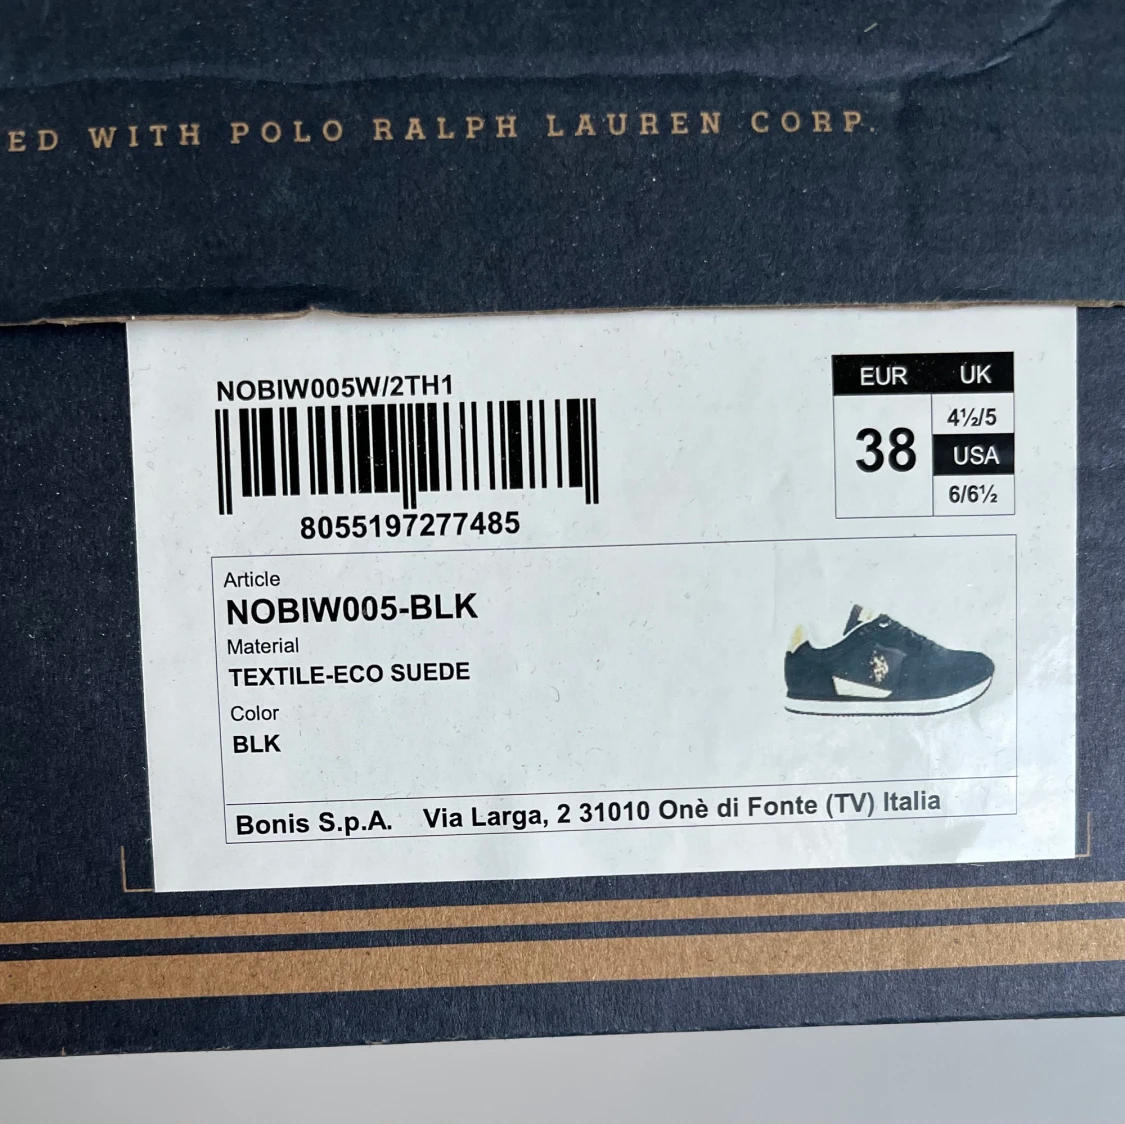 ED WITH POLO RALPH LAUREN CORP.
NOBIW005W/2TH1
8055197277485
EUR UK
38
4½/5
USA
6/6½
Article
NOBIW005-BLK
Material
TEXTILE-ECO SUEDE
Color
BLK
Bonis S.p.A. Via Larga, 2 31010 Onè di Fonte (TV) Italia